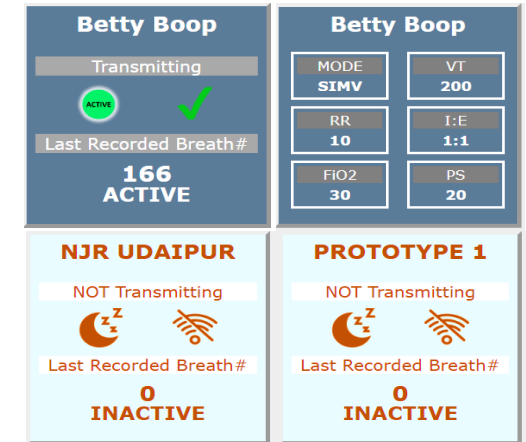 Betty Boop
Transmitting
ACTIVE
Last Recorded Breath#
166
ACTIVE
Betty Boop
MODE
SIMV
VT
200
RR
10
I:E
1:1
FiO2
30
PS
20
NJR UDAIPUR
NOT Transmitting
z z Z
Last Recorded Breath#
0
INACTIVE
PROTOTYPE 1
NOT Transmitting
z z Z
Last Recorded Breath#
0
INACTIVE